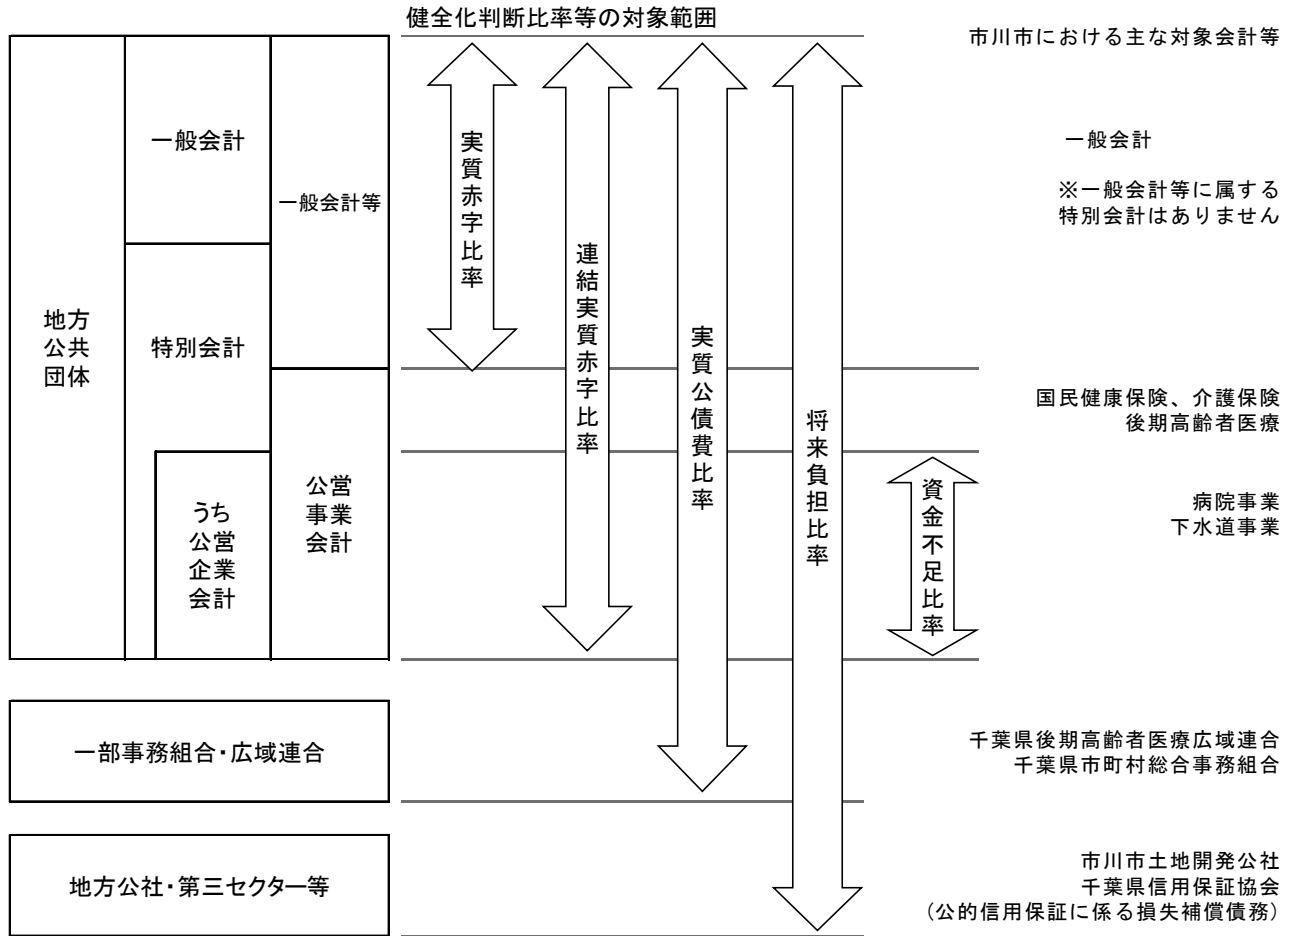 健全化判断比率等の対象範囲
市川市における主な対象会計等
地方
公共
団体
一般会計
特別会計
うち
公営
企業
会計
一般会計等
公営
事業
会計
実質赤字比率
連結実質赤字比率
実質公債費比率
将来負担比率
資金不足比率
一般会計
※一般会計等に属する
特別会計はありません
国民健康保険、介護保険
後期高齢者医療
病院事業
下水道事業
一部事務組合・広域連合
千葉県後期高齢者医療広域連合
千葉県市町村総合事務組合
地方公社・第三セクター等
市川市土地開発公社
千葉県信用保証協会
(公的信用保証に係る損失補償債務)